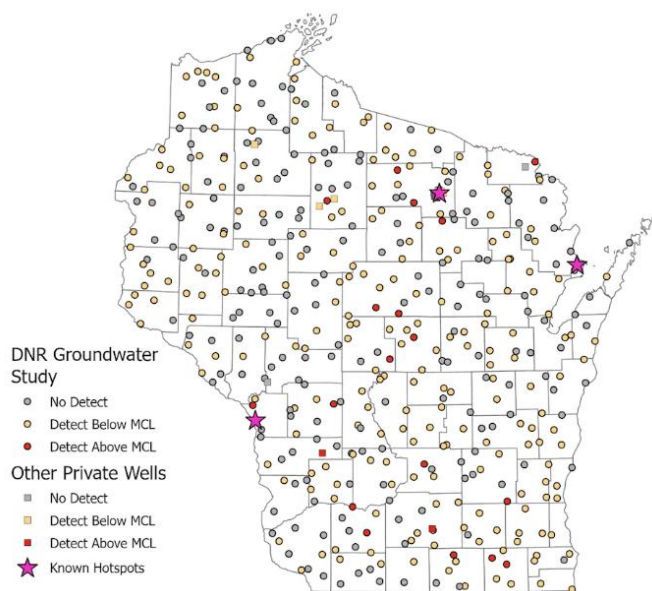 DNR Groundwater
Study
No Detect
Detect Below MCL
Detect Above MCL
Other Private Wells
No Detect
Detect Below MCL
Detect Above MCL
Known Hotspots